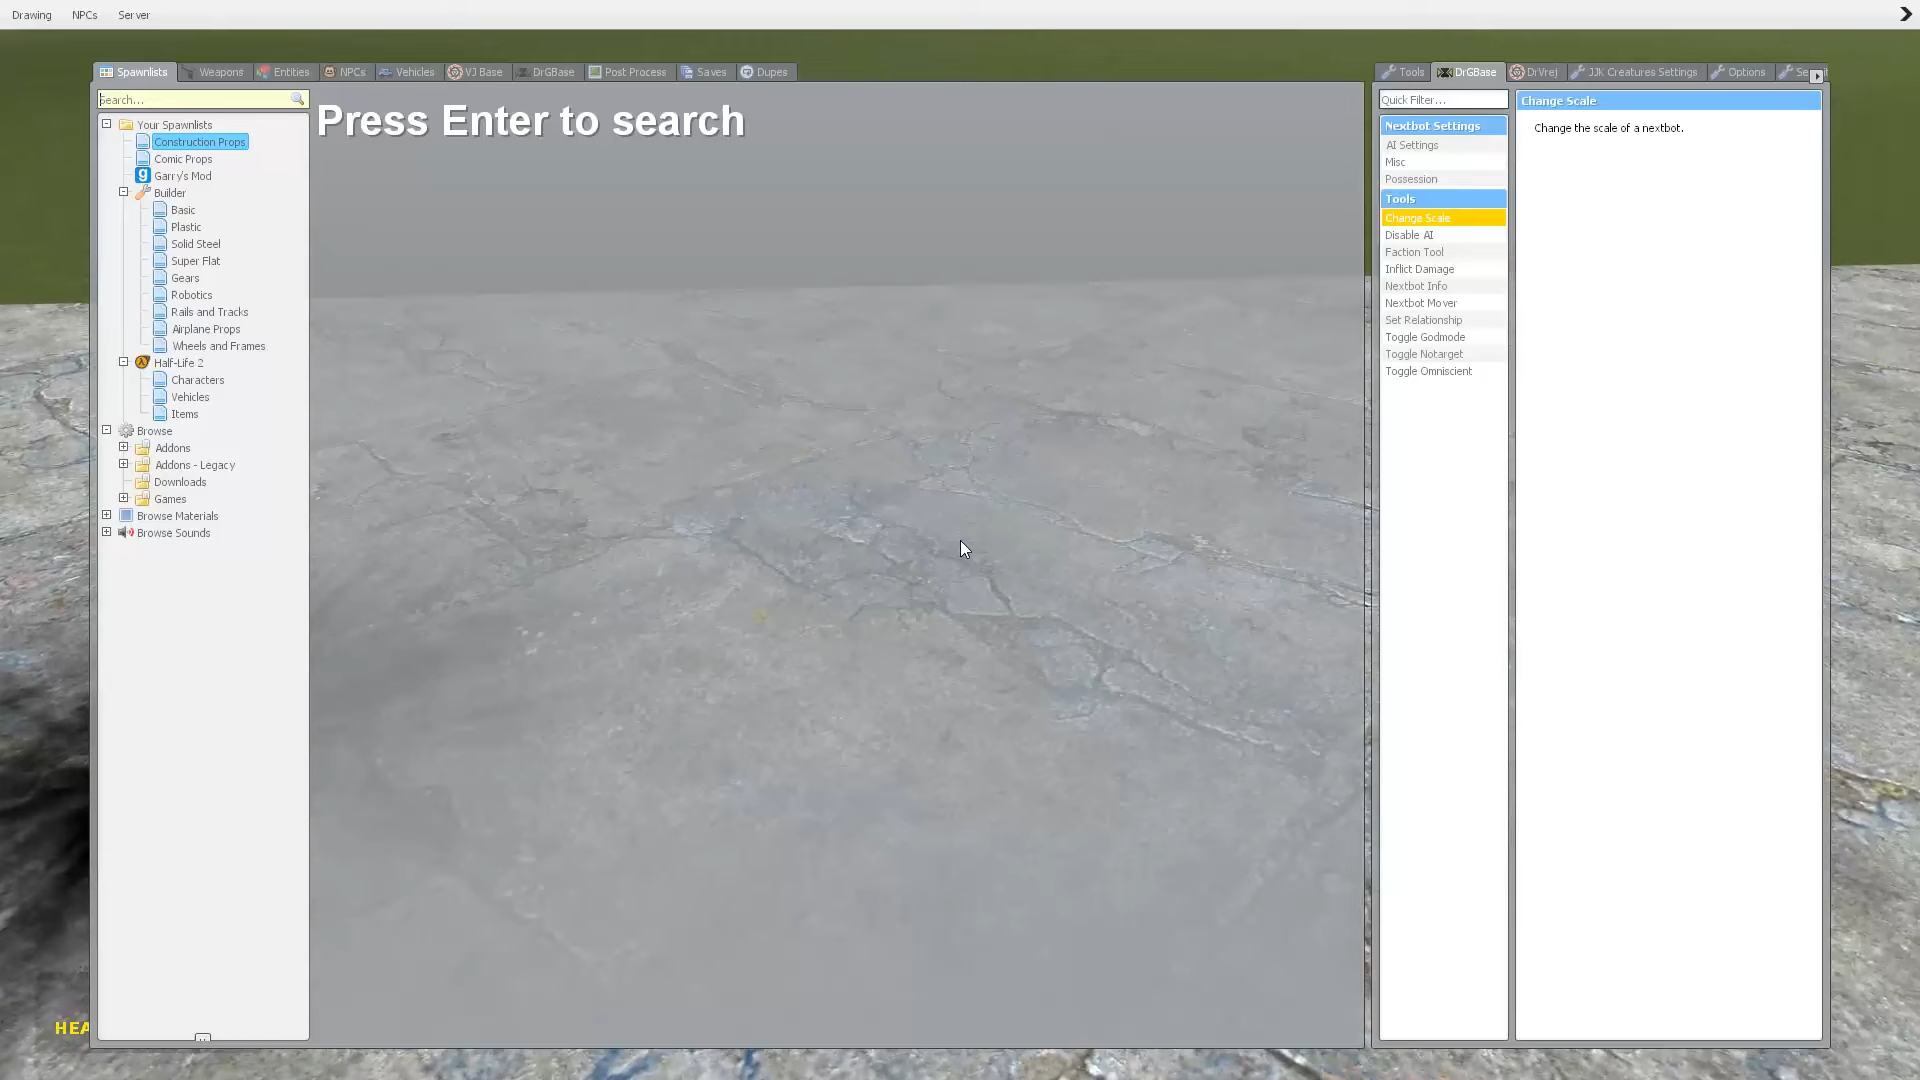 Drawing NPCs Server
Spawnlists Weapons Entities NPCs Vehicles VJ Base DrGBase Post Process Saves Dupes
Tools DrGBase DrVrej JJK Creatures Settings Options
Search...
Press Enter to search
Your Spawnlists
Construction Props
Comic Props
Garry's Mod
Builder
Basic
Plastic
Solid Steel
Super Flat
Gears
Robotics
Rails and Tracks
Airplane Props
Wheels and Frames
Half-Life 2
Characters
Vehicles
Items
Browse
Addons
Addons - Legacy
Downloads
Games
Browse Materials
Browse Sounds
HEA
Quick Filter...
Nextbot Settings
AI Settings
Misc
Possession
Tools
Change Scale
Disable AI
Faction Tool
Inflict Damage
Nextbot Info
Nextbot Mover
Set Relationship
Toggle Godmode
Toggle Notarget
Toggle Omniscient
Change Scale
Change the scale of a nextbot.